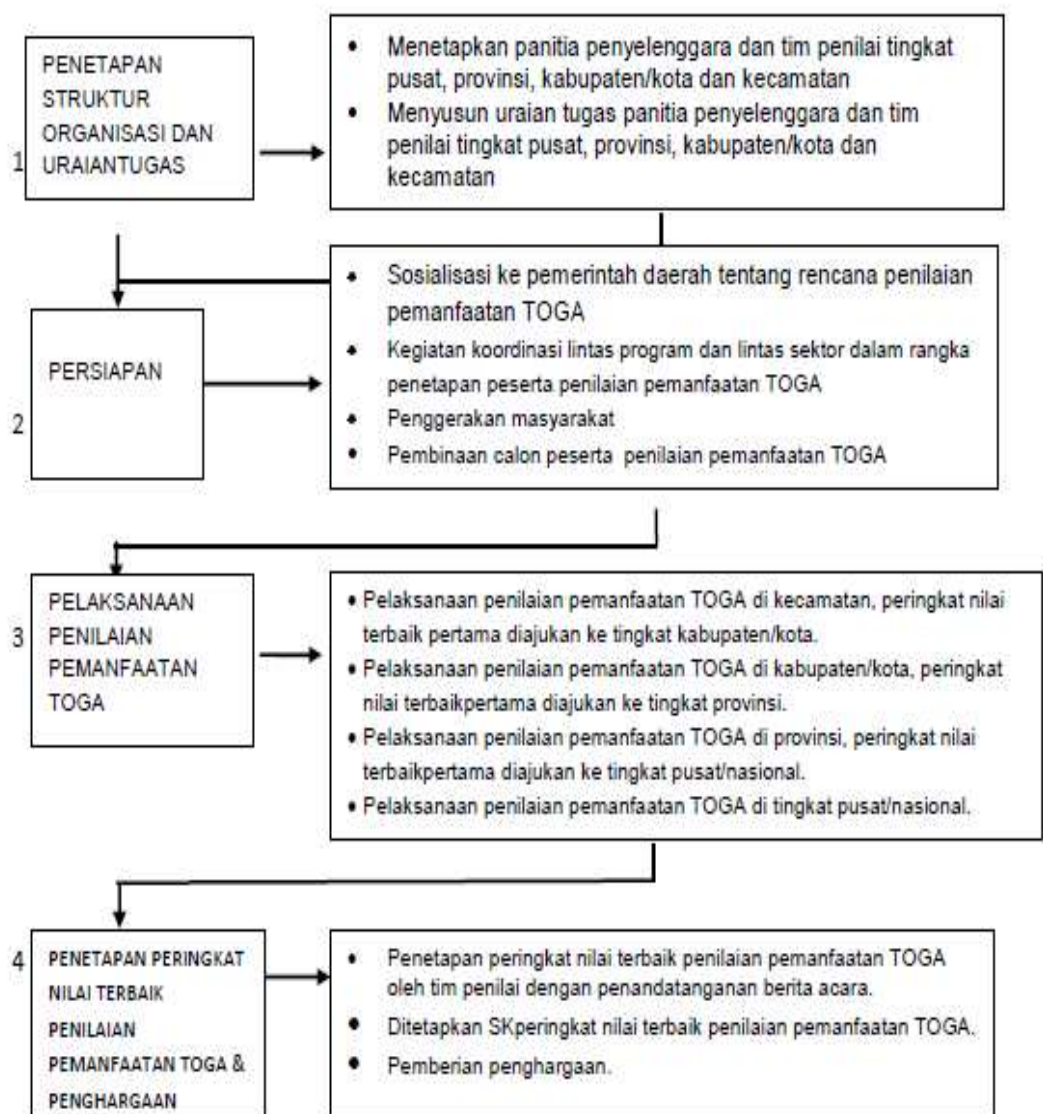 PENETAPAN
STRUKTUR
ORGANISASI DAN
URAIANTUGAS
1
• Menetapkan panitia penyelenggara dan tim penilai tingkat
pusat, provinsi, kabupaten/kota dan kecamatan
• Menyusun uraian tugas panitia penyelenggara dan tim
penilai tingkat pusat, provinsi, kabupaten/kota dan
kecamatan
PERSIAPAN
2
• Sosialisasi ke pemerintah daerah tentang rencana penilaian
pemanfaatan TOGA
• Kegiatan koordinasi lintas program dan lintas sektor dalam rangka
penetapan peserta penilaian pemanfaatan TOGA
• Penggerakan masyarakat
• Pembinaan calon peserta penilaian pemanfaatan TOGA
PELAKSANAAN
3
PENILAIAN
PEMANFAATAN
TOGA
• Pelaksanaan penilaian pemanfaatan TOGA di kecamatan, peringkat nilai
terbaik pertama diajukan ke tingkat kabupaten/kota.
• Pelaksanaan penilaian pemanfaatan TOGA di kabupaten/kota, peringkat
nilai terbaikpertama diajukan ke tingkat provinsi.
• Pelaksanaan penilaian pemanfaatan TOGA di provinsi, peringkat nilai
terbaikpertama diajukan ke tingkat pusat/nasional.
• Pelaksanaan penilaian pemanfaatan TOGA di tingkat pusat/nasional.
4
PENETAPAN PERINGKAT
NILAI TERBAIK
PENILAIAN
PEMANFAATAN TOGA &
PENGHARGAAN
• Penetapan peringkat nilai terbaik penilaian pemanfaatan TOGA
oleh tim penilai dengan penandatanganan berita acara.
• Ditetapkan SKperingkat nilai terbaik penilaian pemanfaatan TOGA.
• Pemberian penghargaan.